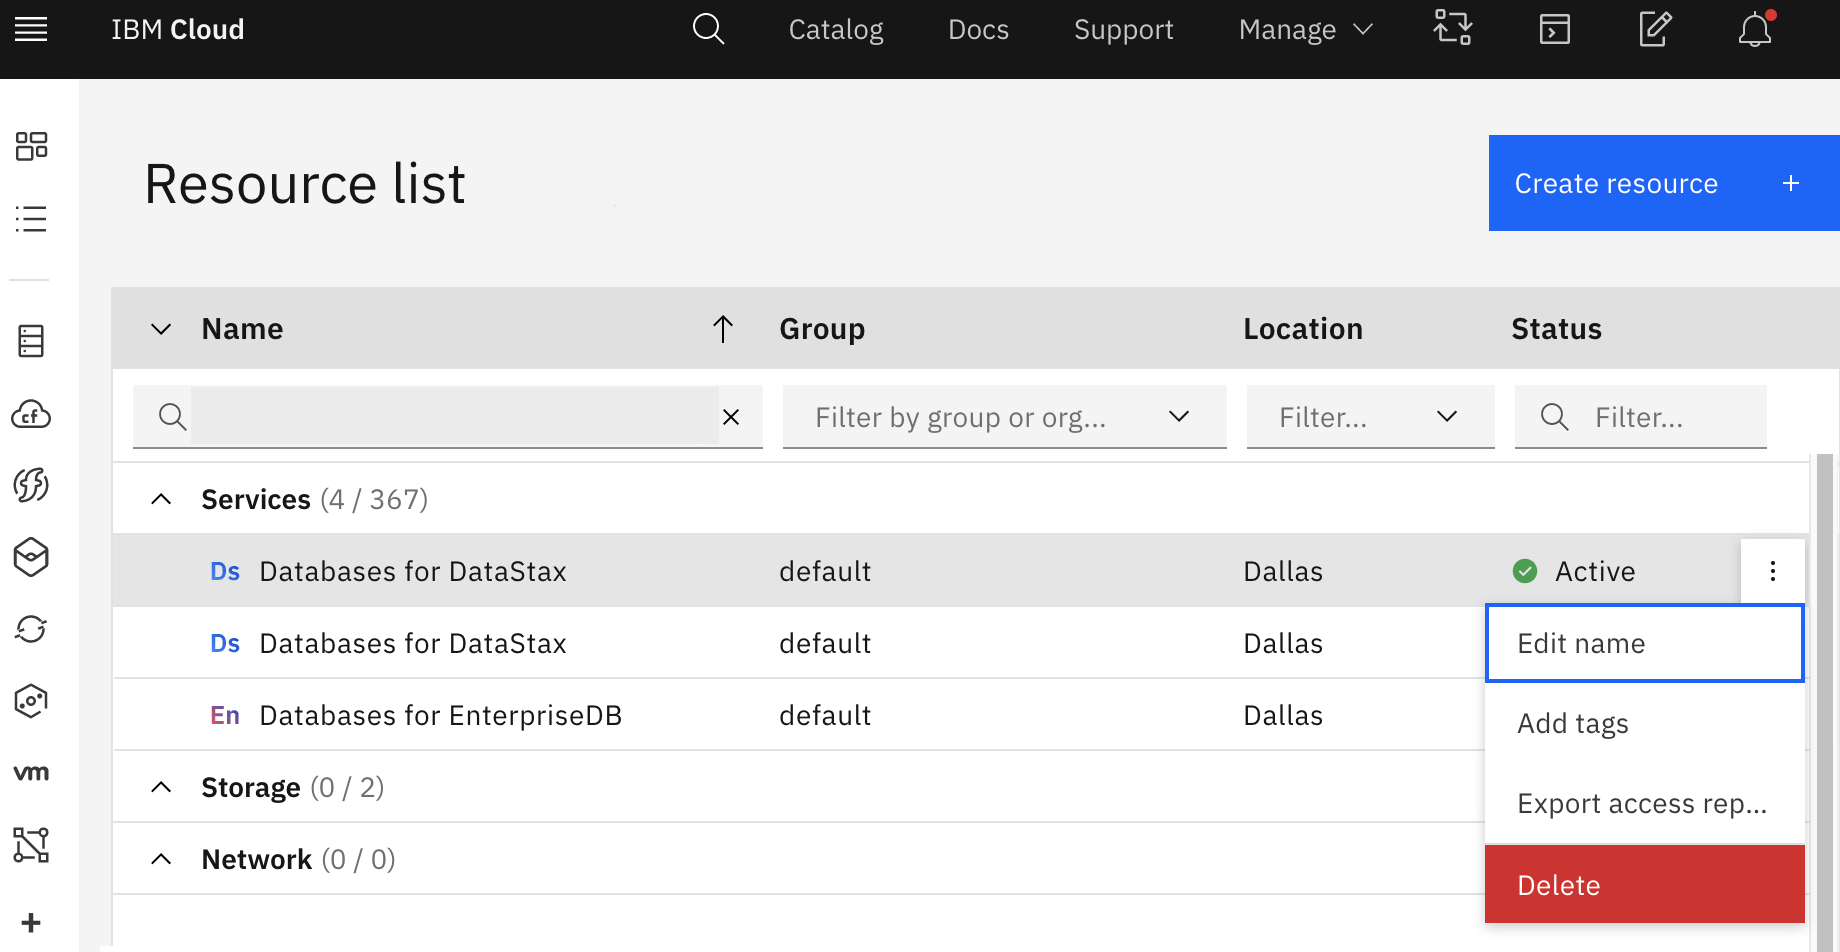 IBM Cloud
Catalog
Docs
Support
Manage
Resource list
Create resource +
Name
Group
Location
Status
Filter by group or org...
Filter...
Filter...
Services (4 / 367)
Ds Databases for DataStax default Dallas Active
Ds Databases for DataStax default Dallas
En Databases for EnterpriseDB default Dallas
Storage (0 / 2)
Network (0 / 0)
Edit name
Add tags
Export access rep...
Delete
cf
vm